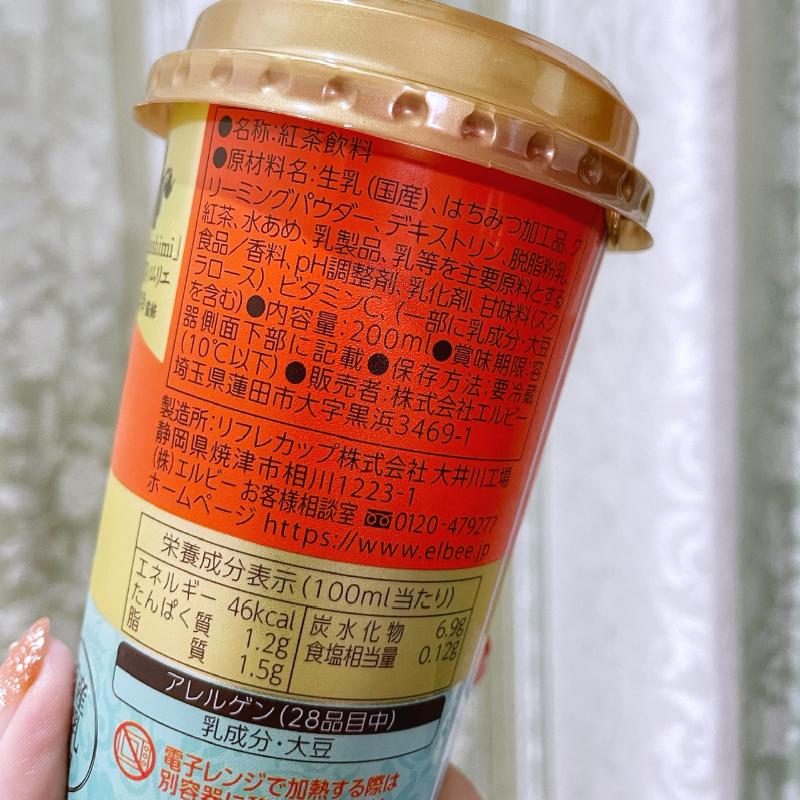 ●名称:紅茶飲料
●原材料名:生乳(国産)、はちみつ加工品、ク
リーミングパウダー、デキストリン、脱脂粉乳、
紅茶、水あめ、乳製品、乳等を主要原料とする
食品/香料、pH調整剤、乳化剤、甘味料(スク
ラロース)、ビタミンC、(一部に乳成分・大豆
を含む)●内容量:200ml●賞味期限:容
器側面下部に記載●保存方法:要冷蔵
(10℃以下)●販売者:株式会社エルビー
埼玉県蓮田市大字黒浜3469-1
製造所:リフレカップ株式会社 大井川工場
静岡県焼津市相川1223-1
(株)エルビーお客様相談室 0120-479277
ホームページ https://www.elbee.jp
栄養成分表示(100ml当たり)
エネルギー 46kcal
たんぱく質 1.2g
脂質 1.5g
炭水化物 6.9g
食塩相当量 0.12g
アレルゲン(28品目中)
乳成分・大豆
電子レンジで加熱する際は
別容器に